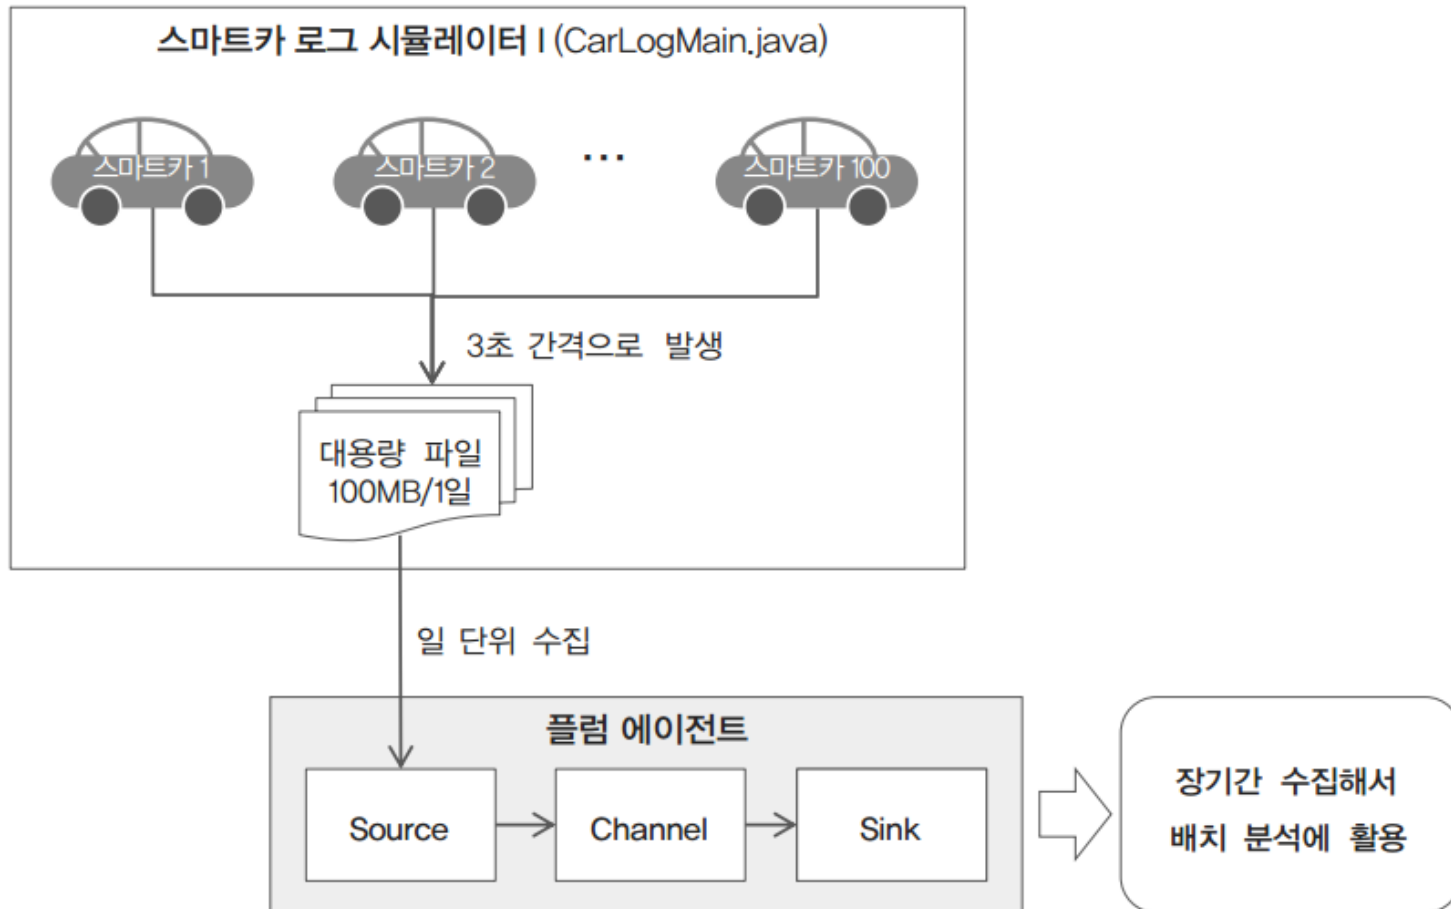 스마트카 로그 시뮬레이터 I (CarLogMain.java)
스마트카 1
스마트카 2
...
스마트카 100
3초 간격으로 발생
대용량 파일
100MB/1일
일 단위 수집
플럼 에이전트
Source
Channel
Sink
장기간 수집해서
배치 분석에 활용